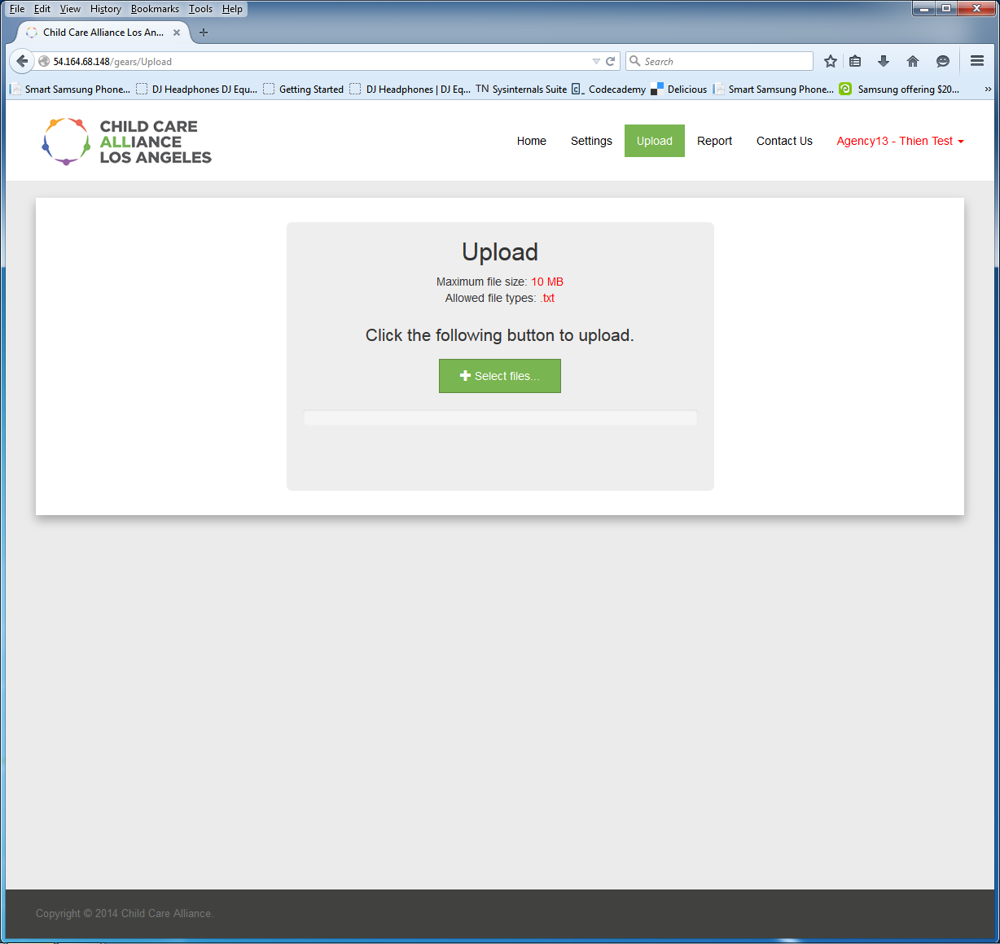 File Edit View History Bookmarks Tools Help
Child Care Alliance Los An...
54.164.68.148/gears/Upload
Search
Smart Samsung Phone... DJ Headphones DJ Equ... Getting Started DJ Headphones | DJ Eq... TN Sysinternals Suite Codecademy Delicious Smart Samsung Phone... Samsung offering $20... »
CHILD CARE
ALLIANCE
LOS ANGELES
Home Settings Upload Report Contact Us Agency13 - Thien Test
Upload
Maximum file size: 10 MB
Allowed file types: .txt
Click the following button to upload.
Select files...
Copyright © 2014 Child Care Alliance.